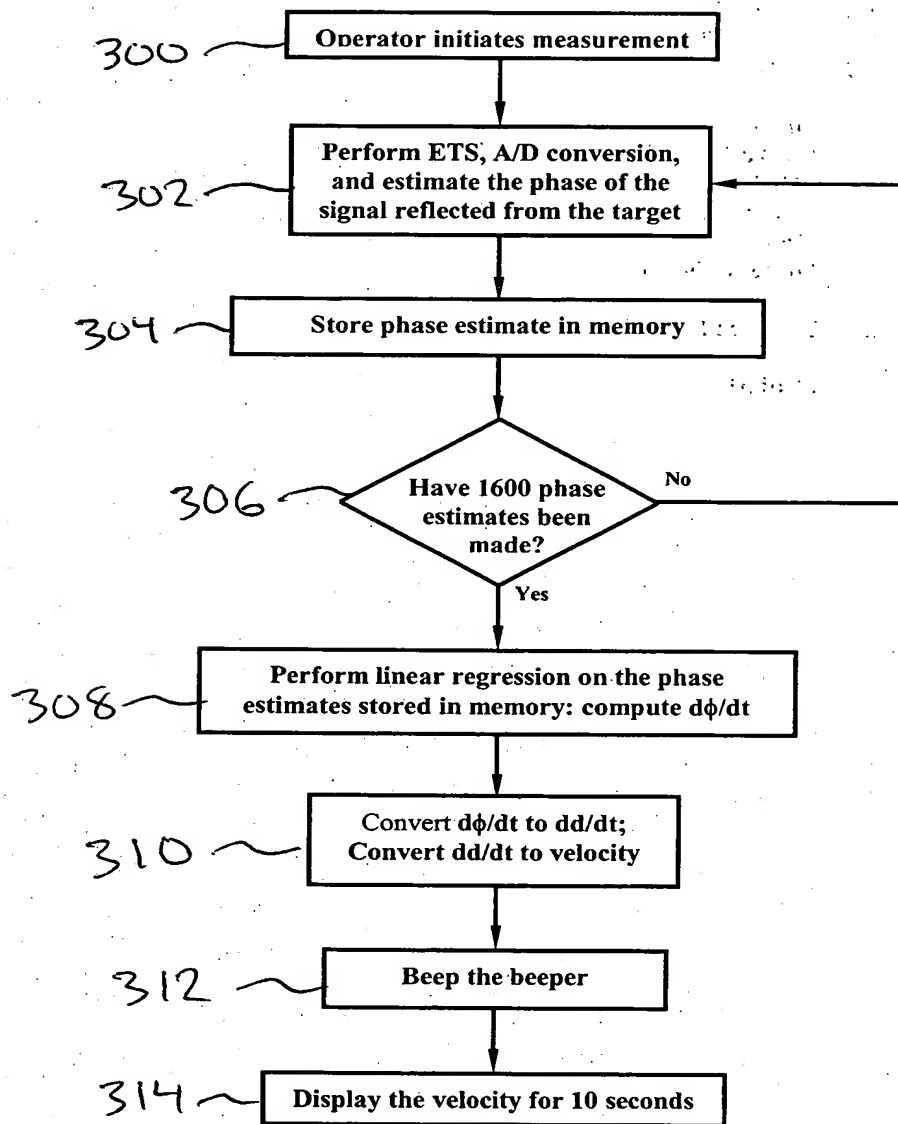 300
Operator initiates measurement
302
Perform ETS, A/D conversion,
and estimate the phase of the
signal reflected from the target
304
Store phase estimate in memory
306
Have 1600 phase
estimates been
made?
No
Yes
308
Perform linear regression on the phase
estimates stored in memory: compute dϕ/dt
310
Convert dϕ/dt to dd/dt;
Convert dd/dt to velocity
312
Beep the beeper
314
Display the velocity for 10 seconds